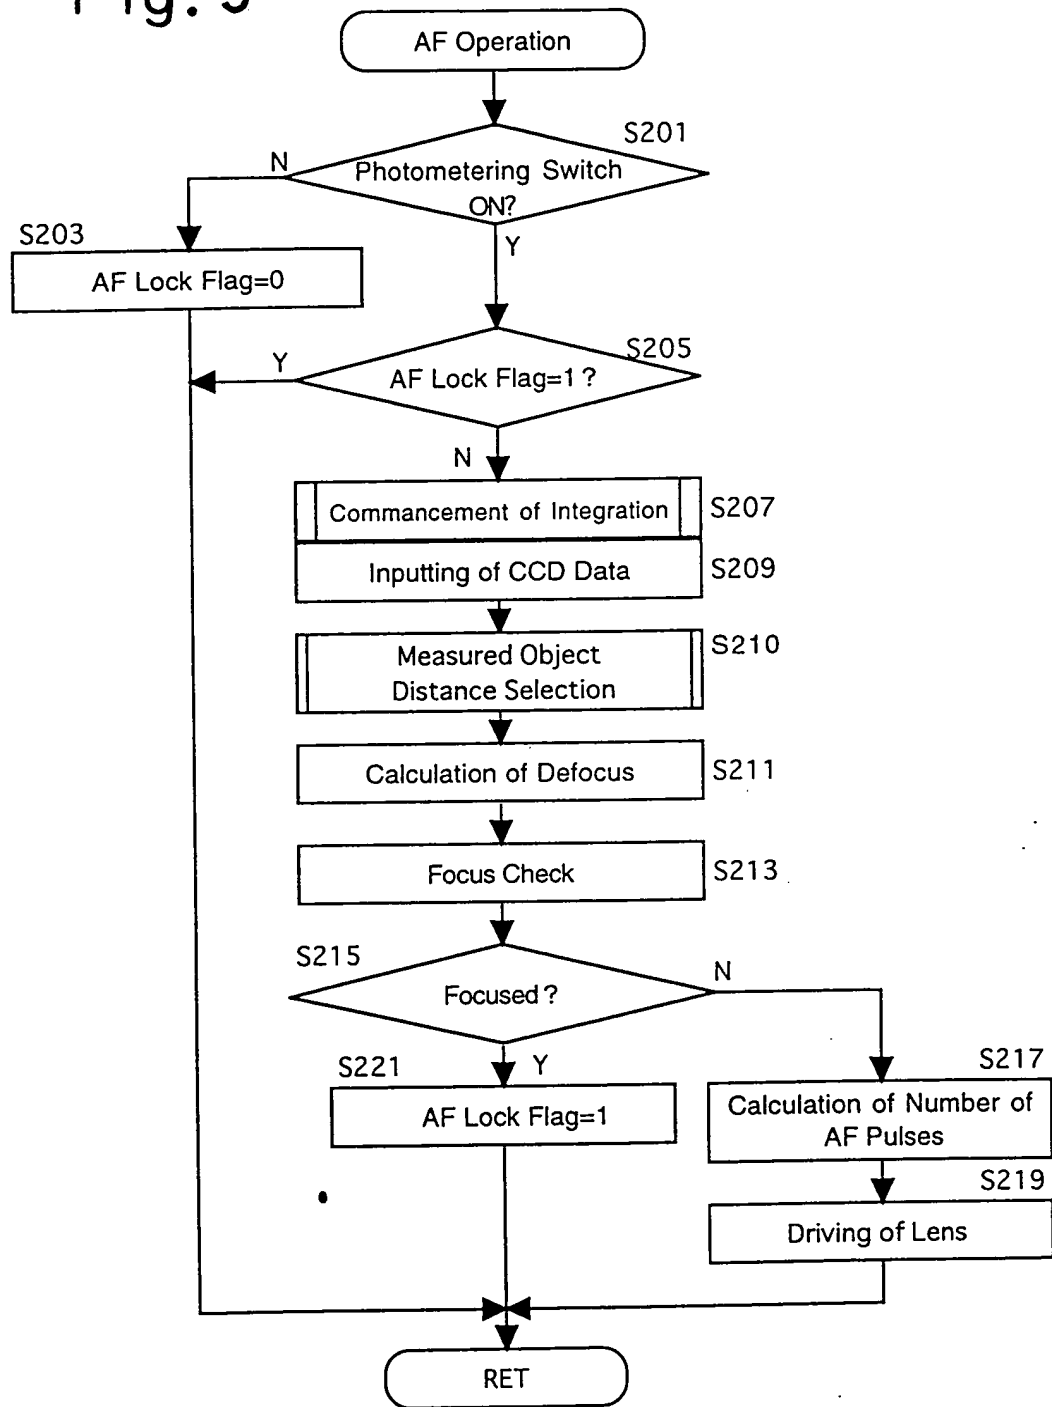 AF Operation
S201
N
Photometering Switch
ON?
S203
Y
AF Lock Flag=0
S205
Y
AF Lock Flag=1?
N
Commancement of Integration
S207
Inputting of CCD Data
S209
Measured Object
Distance Selection
S210
Calculation of Defocus
S211
Focus Check
S213
S215
N
Focused?
S221
Y
S217
AF Lock Flag=1
Calculation of Number of
AF Pulses
S219
Driving of Lens
RET